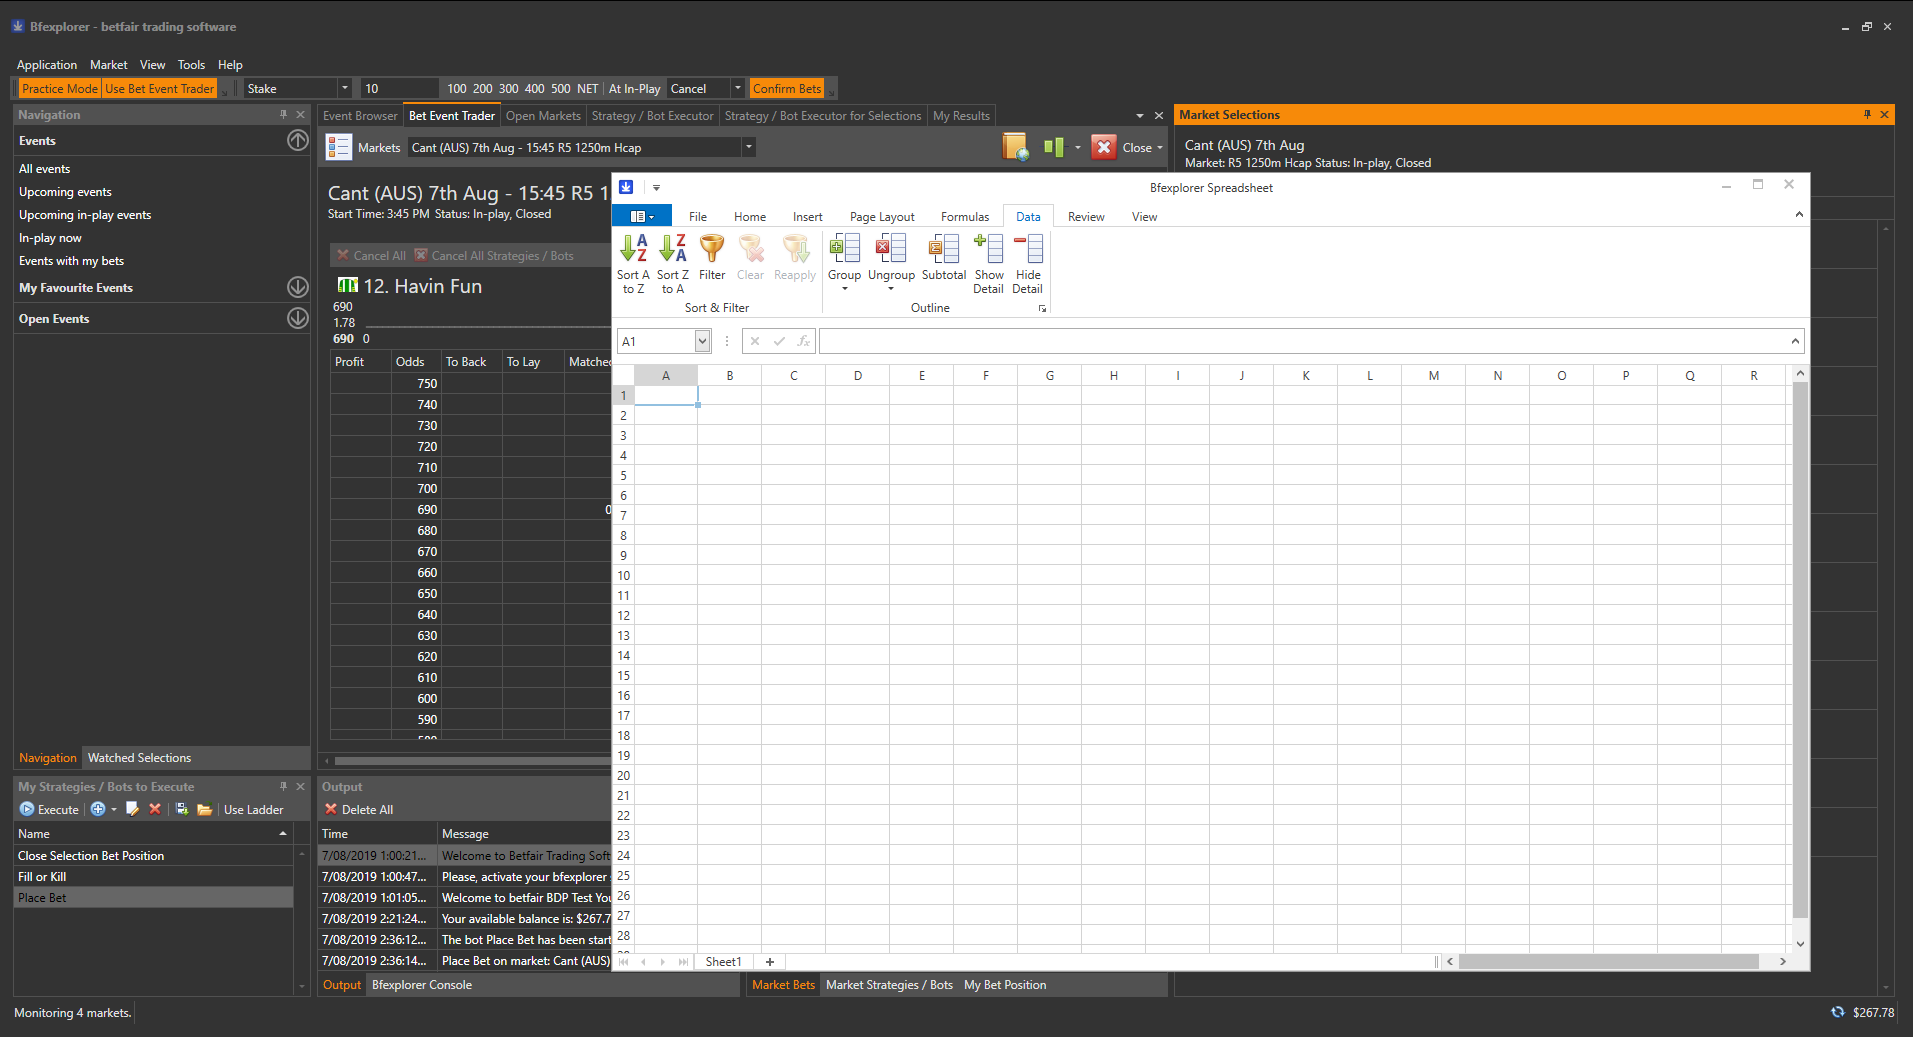 Bfexplorer - betfair trading software
Application Market View Tools Help
Practice Mode Use Bet Event Trader Stake 10 100 200 300 400 500 NET At In-Play Cancel Confirm Bets
Navigation
Events
All events
Upcoming events
Upcoming in-play events
In-play now
Events with my bets
My Favourite Events
Open Events
Navigation Watched Selections
Event Browser Bet Event Trader Open Markets Strategy / Bot Executor Strategy / Bot Executor for Selections My Results
Markets Cant (AUS) 7th Aug - 15:45 R5 1250m Hcap Close
Cant (AUS) 7th Aug - 15:45 R5 1
Start Time: 3:45 PM Status: In-play, Closed
Cancel All Cancel All Strategies / Bots
12. Havin Fun
690
1.78
690 0
Profit Odds To Back To Lay Matched
750
740
730
720
710
700
690 0
680
670
660
650
640
630
620
610
600
590
580
Market Selections
Cant (AUS) 7th Aug
Market: R5 1250m Hcap Status: In-play, Closed
Bfexplorer Spreadsheet
File Home Insert Page Layout Formulas Data Review View
Sort A to Z
Sort Z to A
Filter
Clear
Reapply
Group
Ungroup
Subtotal
Show Detail
Hide Detail
Sort & Filter
Outline
A1
fx
A B C D E F G H I J K L M N O P Q R
1
2
3
4
5
6
7
8
9
10
11
12
13
14
15
16
17
18
19
20
21
22
23
24
25
26
27
28
29
Sheet1
My Strategies / Bots to Execute
Execute Use Ladder
Name
Close Selection Bet Position
Fill or Kill
Place Bet
Output
Delete All
Time Message
7/08/2019 1:00:21... Welcome to Betfair Trading Soft
7/08/2019 1:00:47... Please, activate your bfexplorer
7/08/2019 1:01:05... Welcome to betfair BDP Test You
7/08/2019 2:21:24... Your available balance is: $267.7
7/08/2019 2:36:12... The bot Place Bet has been start
7/08/2019 2:36:14... Place Bet on market: Cant (AUS)
Output Bfexplorer Console
Market Bets Market Strategies / Bots My Bet Position
Monitoring 4 markets.
$267.78